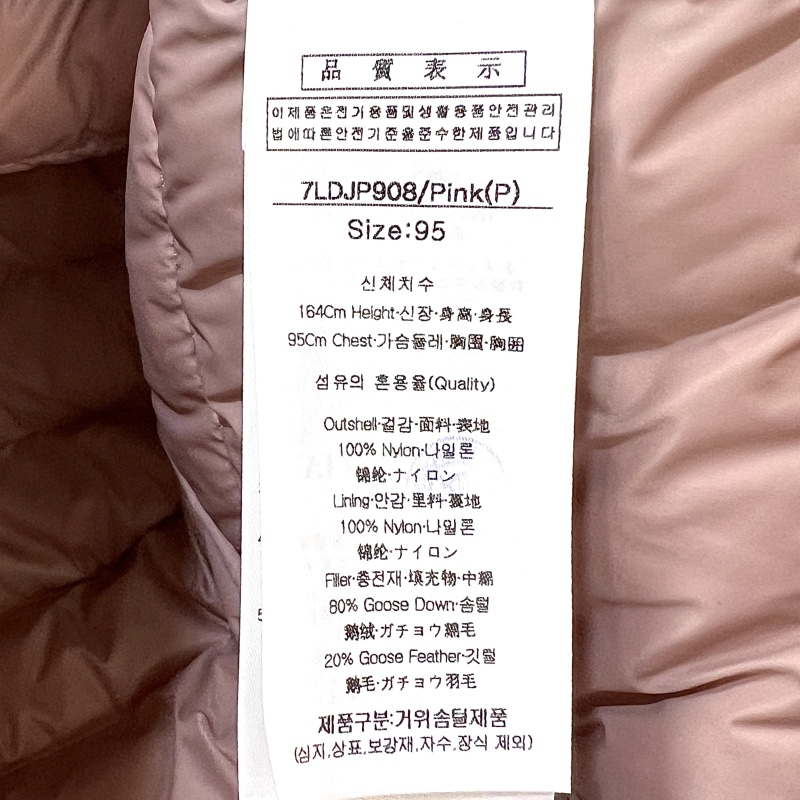 品質表示
이제품은전기용품및생활용품안전관리
법에따른안전기준을준수한제품입니다
7LDJP908/Pink(P)
Size:95
신체치수
164Cm Height·신장·身高·身長
95Cm Chest·가슴둘레·胸围·胸囲
섬유의 혼용율(Quality)
Outshell·겉감·面料·表地
100% Nylon·나일론
锦纶·ナイロン
Lining·안감·里料·裏地
100% Nylon·나일론
锦纶·ナイロン
Filler·충전재·填充物·中綿
80% Goose Down·솜털
鹅绒·ガチョウ綿毛
20% Goose Feather·깃털
鹅毛·ガチョウ羽毛
제품구분:거위솜털제품
(심지,상표,보강재,자수,장식 제외)